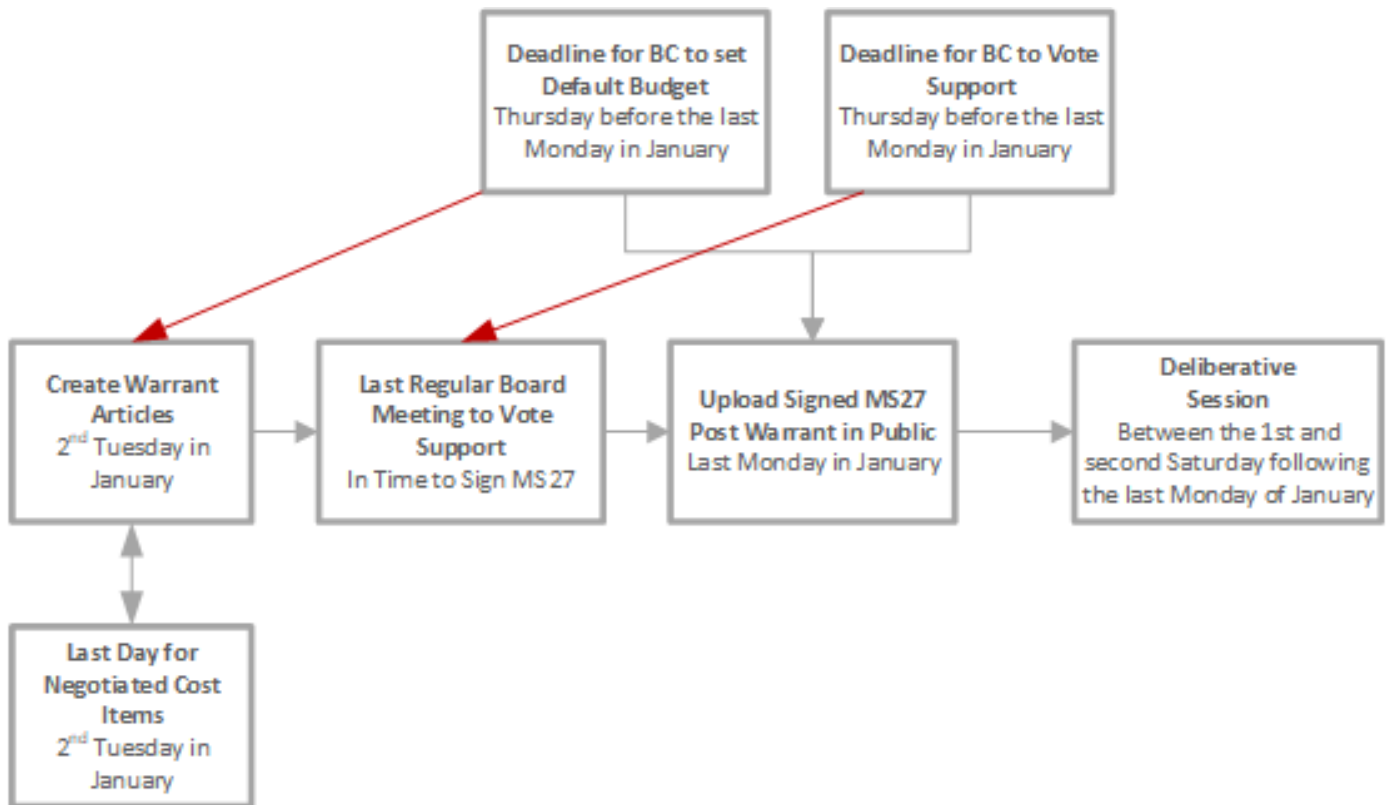 Deadline for BC to set
Default Budget
Thursday before the last
Monday in January
Deadline for BC to Vote
Support
Thursday before the last
Monday in January
Create Warrant
Articles
2nd Tuesday in
January
Last Regular Board
Meeting to Vote
Support
In Time to Sign MS27
Upload Signed MS27
Post Warrant in Public
Last Monday in January
Deliberative
Session
Between the 1st and
second Saturday following
the last Monday of January
Last Day for
Negotiated Cost
Items
2nd Tuesday in
January